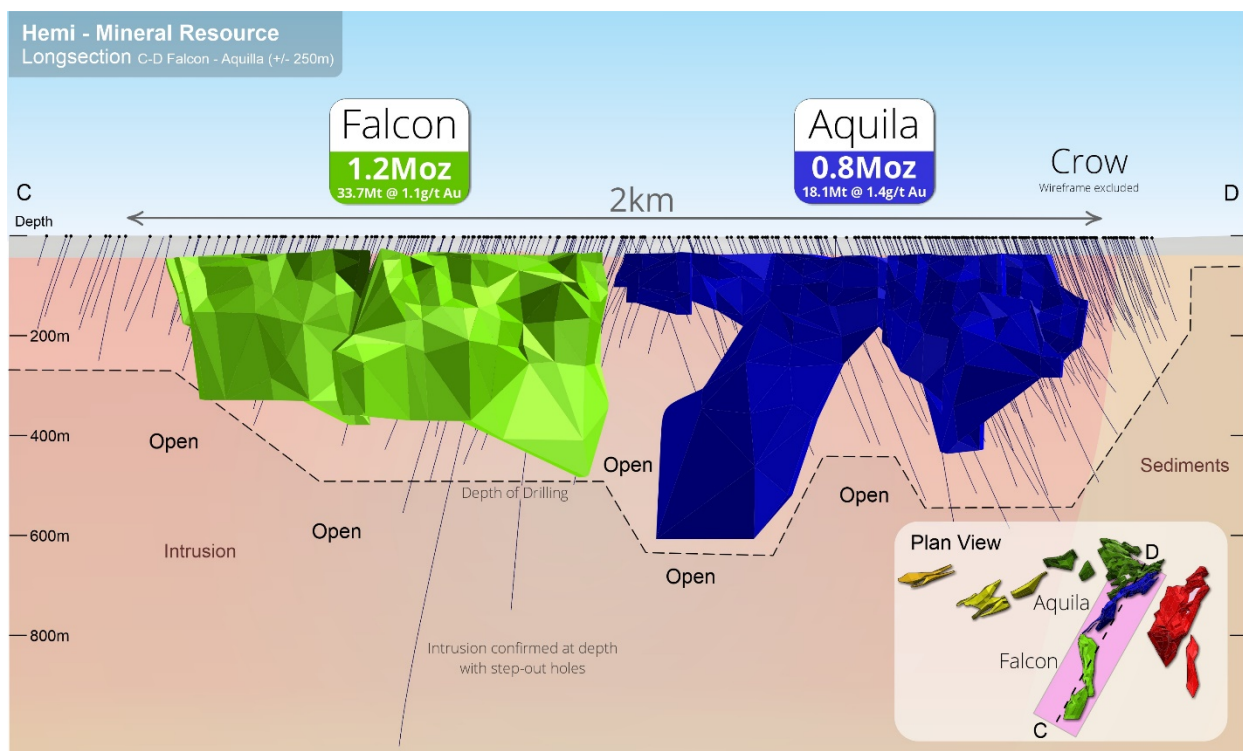 Hemi - Mineral Resource
Longsection C-D Falcon - Aquilla (+/- 250m)
Falcon
1.2Moz
33.7Mt @ 1.1g/t Au
Aquila
0.8Moz
18.1Mt @ 1.4g/t Au
Crow
Wireframe excluded
C
D
2km
Depth
200m
400m
600m
800m
Open
Open
Open
Open
Open
Depth of Drilling
Intrusion
Sediments
Intrusion confirmed at depth
with step-out holes
Plan View
D
Aquila
Falcon
C